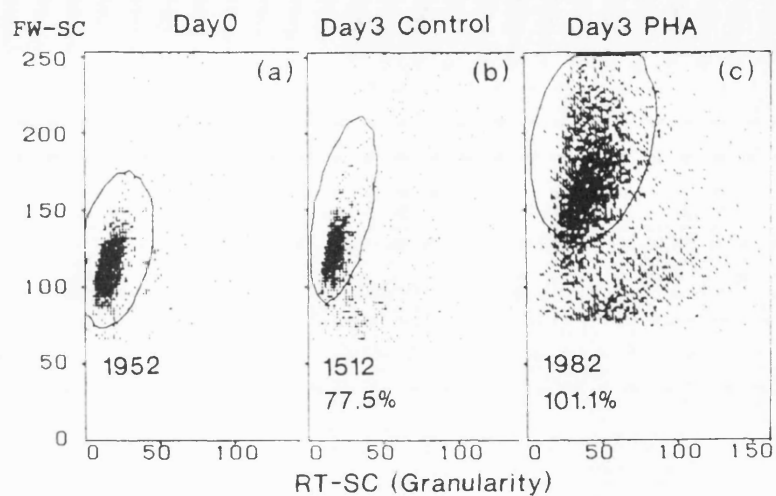 FW-SC Day0 Day3 Control Day3 PHA
250 (a) (b) (c)
200
150
100
50 1952 1512 1982
77.5% 101.1%
0
0 50 100 0 50 100 0 50 100 150
RT-SC (Granularity)